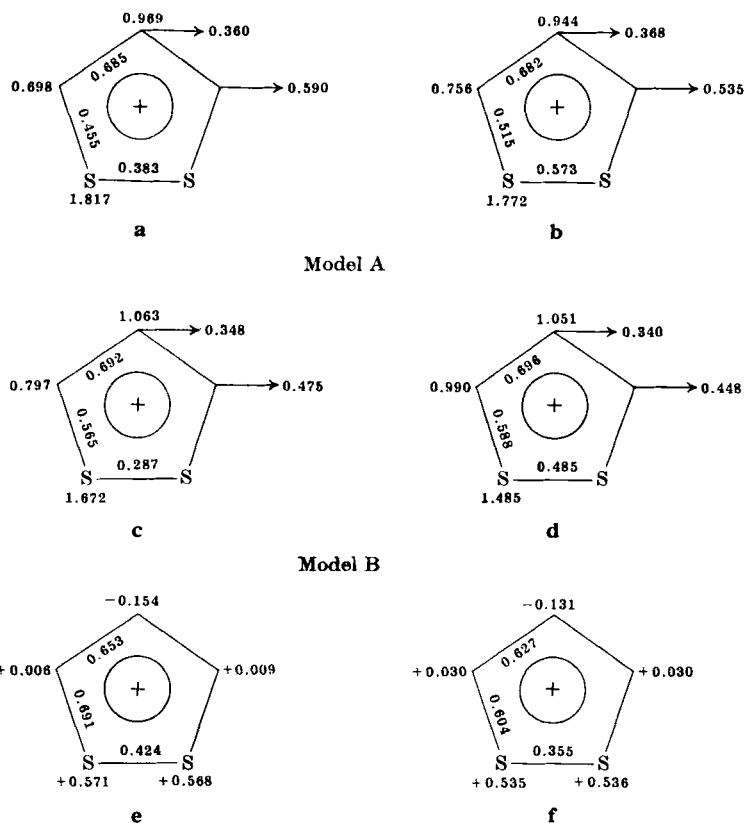 0.969 0.944
0.360 0.368
0.685 0.682
0.698 0.590 0.756 0.535
0.455 0.515
+ +
0.383 0.573
S S S S
1.817 1.772
a b
Model A
1.063 1.051
0.348 0.340
0.692 0.696
0.797 0.475 0.990 0.448
0.565 0.588
+ +
0.287 0.485
S S S S
1.672 1.485
c d
Model B
−0.154 −0.131
0.653 0.627
+0.006 +0.009 +0.030 +0.030
0.691 0.604
+ +
0.424 0.355
S S S S
+0.571 +0.568 +0.535 +0.536
e f